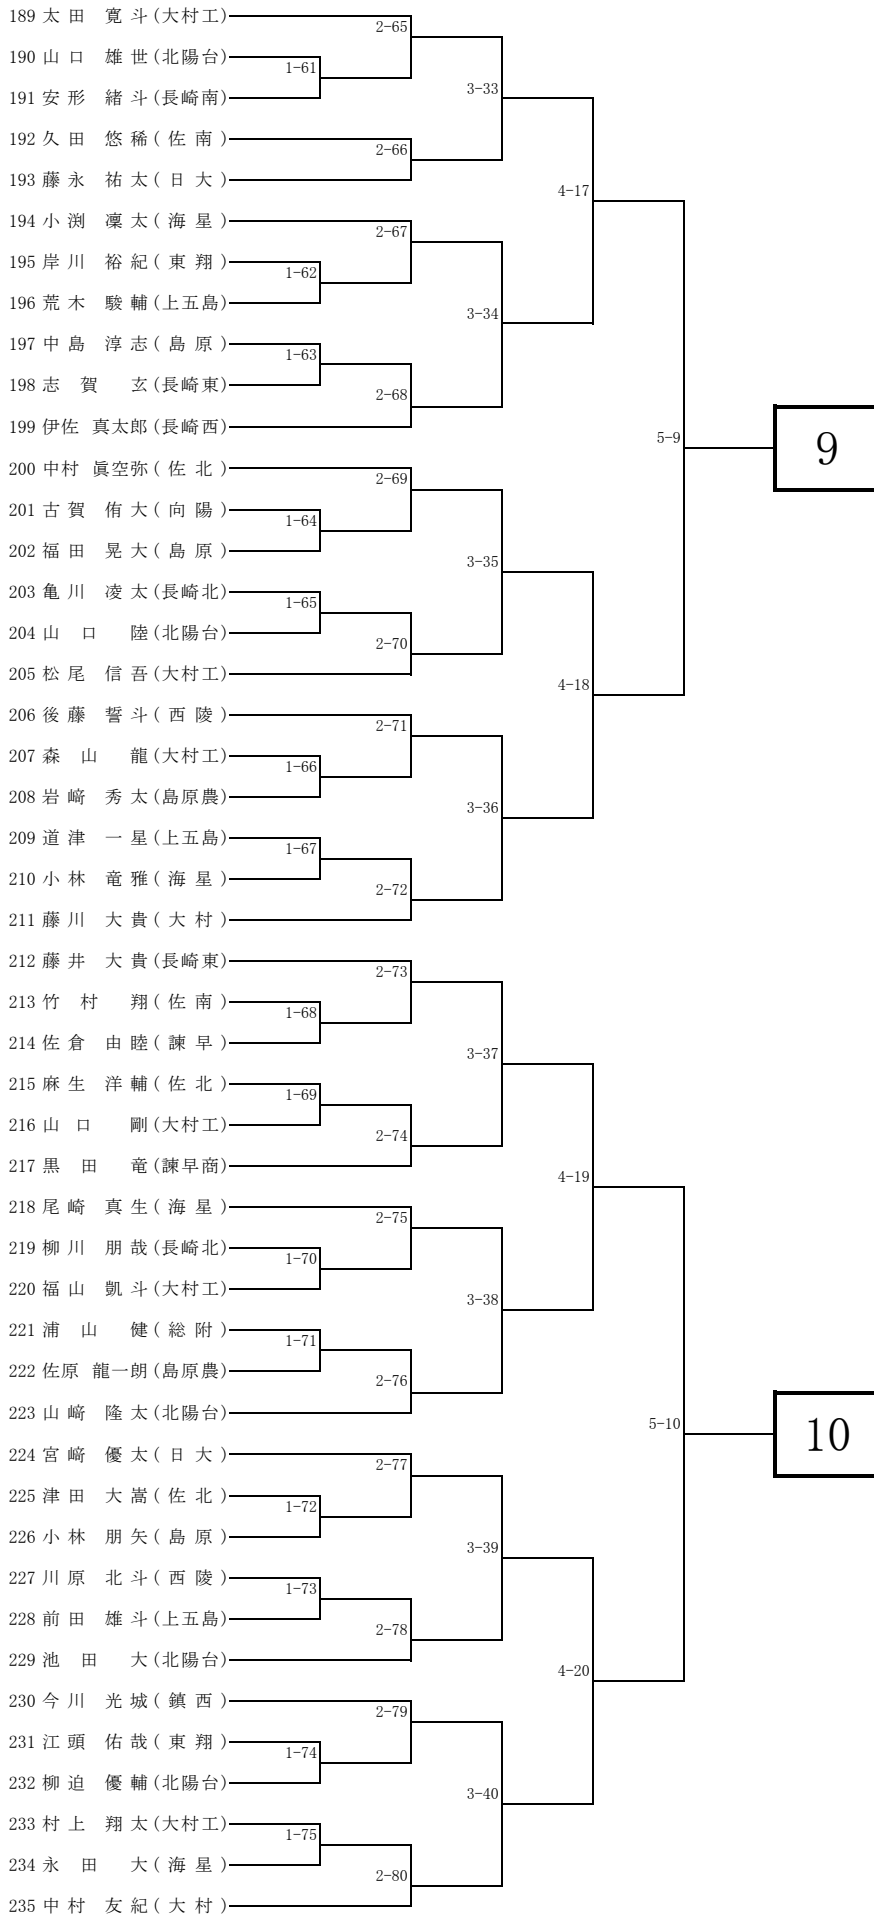 189 太田 寛斗(大村工)
2-65
190 山口 雄世(北陽台)
1-61
3-33
191 安形 緒斗(長崎南)
192 久田 悠稀(佐南)
2-66
193 藤永 祐太(日大)
4-17
194 小渕 凜太(海星)
2-67
195 岸川 裕紀(東翔)
1-62
196 荒木 駿輔(上五島)
3-34
197 中島 淳志(島原)
1-63
198 志賀 玄(長崎東)
2-68
199 伊佐 真太郎(長崎西)
5-9
9
200 中村 眞空弥(佐北)
2-69
201 古賀 侑大(向陽)
1-64
202 福田 晃大(島原)
3-35
203 亀川 凌太(長崎北)
1-65
204 山口 陸(北陽台)
2-70
205 松尾 信吾(大村工)
4-18
206 後藤 誓斗(西陵)
2-71
207 森山 龍(大村工)
1-66
208 岩﨑 秀太(島原農)
3-36
209 道津 一星(上五島)
1-67
210 小林 竜雅(海星)
2-72
211 藤川 大貴(大村)
212 藤井 大貴(長崎東)
2-73
213 竹村 翔(佐南)
1-68
214 佐倉 由睦(諫早)
3-37
215 麻生 洋輔(佐北)
1-69
216 山口 剛(大村工)
2-74
217 黒田 竜(諫早商)
4-19
218 尾崎 真生(海星)
2-75
219 柳川 朋哉(長崎北)
1-70
220 福山 凱斗(大村工)
3-38
221 浦山 健(総附)
1-71
222 佐原 龍一朗(島原農)
2-76
223 山﨑 隆太(北陽台)
5-10
10
224 宮﨑 優太(日大)
2-77
225 津田 大嵩(佐北)
1-72
226 小林 朋矢(島原)
3-39
227 川原 北斗(西陵)
1-73
228 前田 雄斗(上五島)
2-78
229 池田 大(北陽台)
4-20
230 今川 光城(鎮西)
2-79
231 江頭 佑哉(東翔)
1-74
232 柳迫 優輔(北陽台)
3-40
233 村上 翔太(大村工)
1-75
234 永田 大(海星)
2-80
235 中村 友紀(大村)